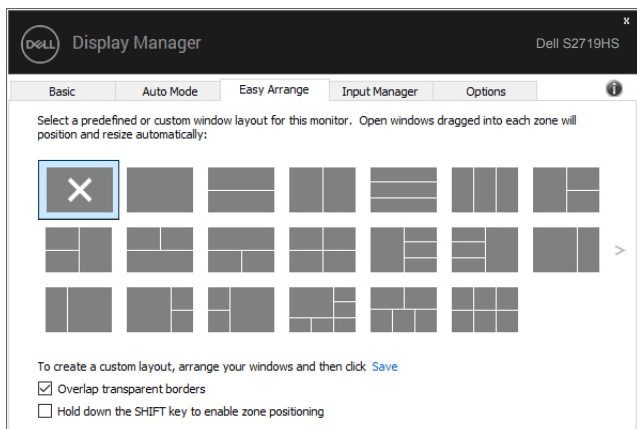 x
DELL Display Manager Dell S2719HS
Basic Auto Mode Easy Arrange Input Manager Options
Select a predefined or custom window layout for this monitor. Open windows dragged into each zone will
position and resize automatically:
>
To create a custom layout, arrange your windows and then click Save
Overlap transparent borders
Hold down the SHIFT key to enable zone positioning